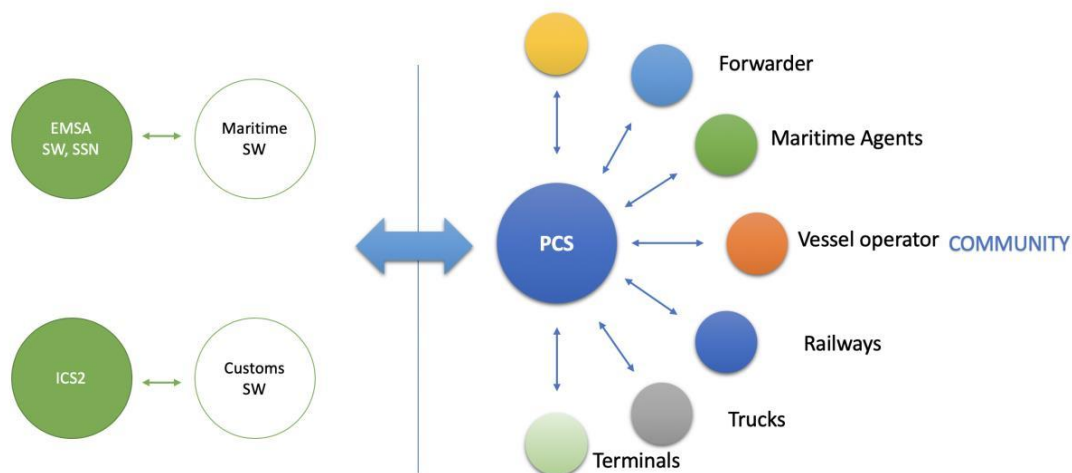 EMSA
SW, SSN
Maritime
SW
ICS2
Customs
SW
PCS
Forwarder
Maritime Agents
Vessel operator
COMMUNITY
Railways
Trucks
Terminals